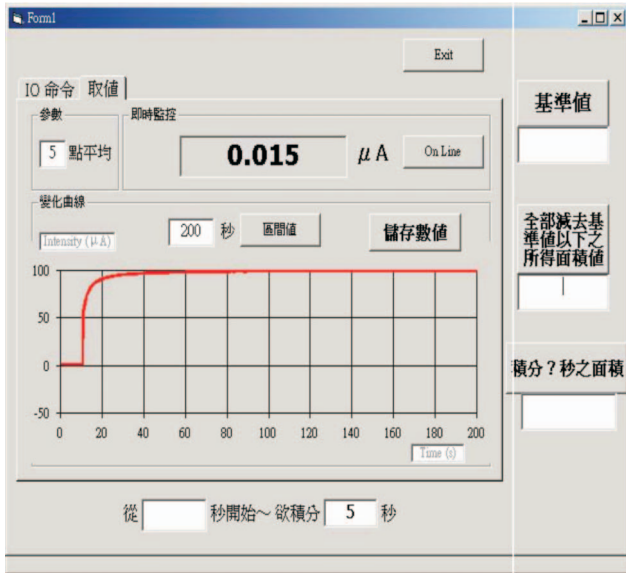 Form1
Exit
IO 命令 取値
參數
即時監控
5 點平均
0.015 μA
On Line
變化曲線
Intensity (μA)
200 秒
區間值
儲存數値
100
50
0
-50
0 20 40 60 80 100 120 140 160 180 200
Time (s)
從 秒開始～欲積分 5 秒
基準値
全部減去基
準値以下之
所得面積値
積分？秒之面積